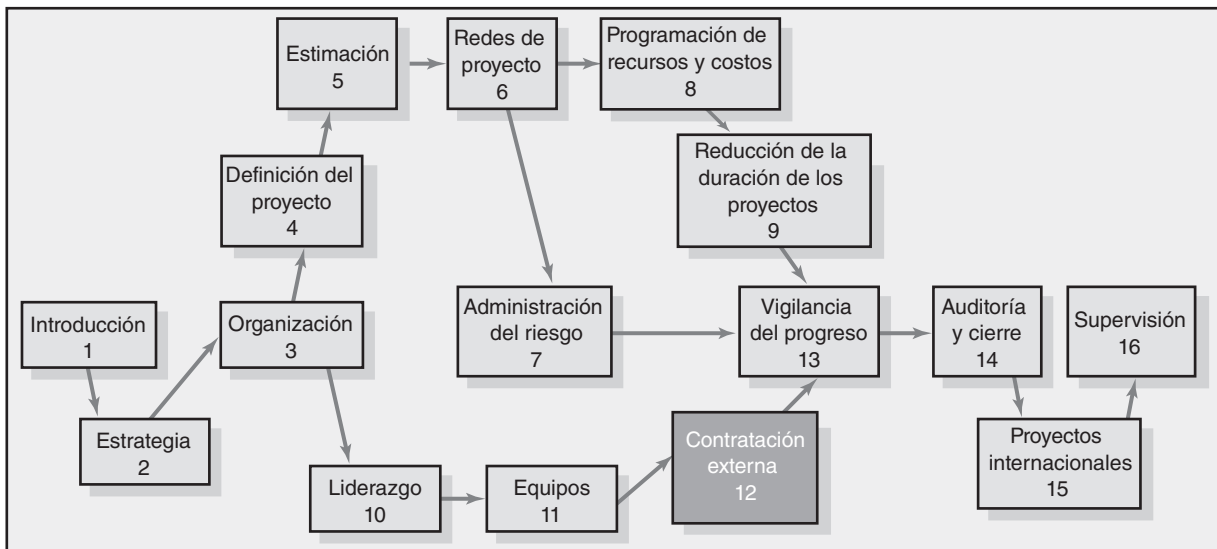 Introducción
1
Estrategia
2
Organización
3
Definición del
proyecto
4
Estimación
5
Redes de
proyecto
6
Administración
del riesgo
7
Programación de
recursos y costos
8
Reducción de la
duración de los
proyectos
9
Liderazgo
10
Equipos
11
Contratación
externa
12
Vigilancia
del progreso
13
Auditoría
y cierre
14
Proyectos
internacionales
15
Supervisión
16